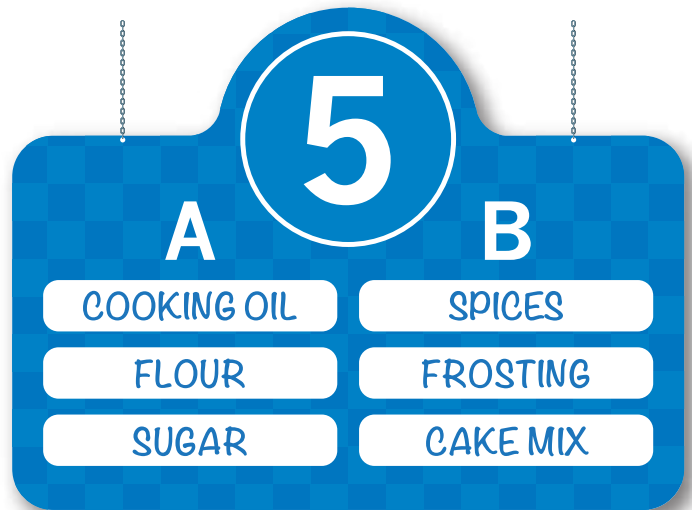 5
A
B
COOKING OIL
SPICES
FLOUR
FROSTING
SUGAR
CAKE MIX